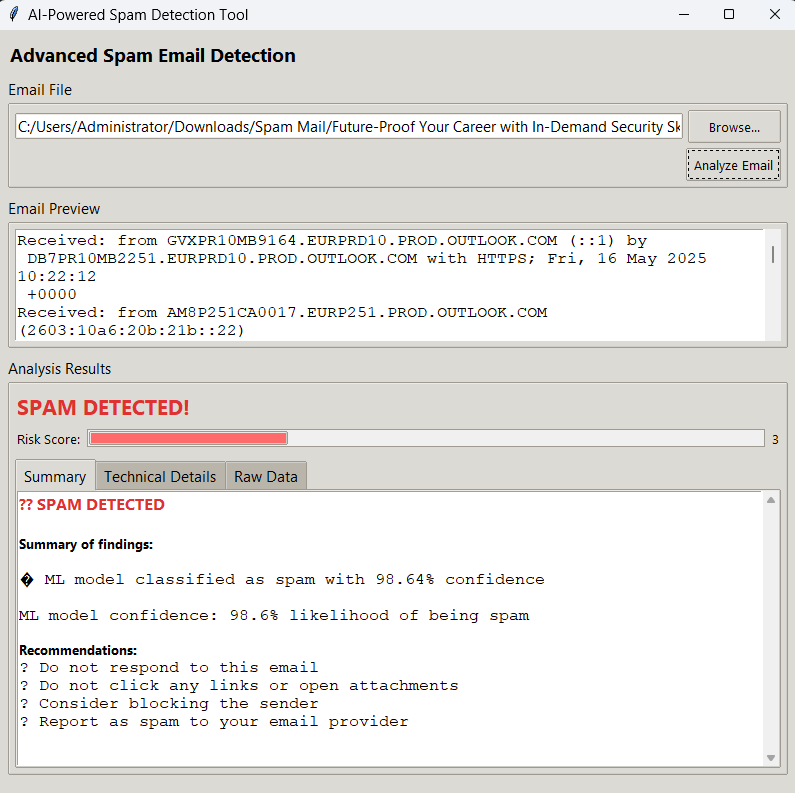 AI-Powered Spam Detection Tool
Advanced Spam Email Detection
Email File
C:/Users/Administrator/Downloads/Spam Mail/Future-Proof Your Career with In-Demand Security Sk
Browse...
Analyze Email
Email Preview
Received: from GVXPR10MB9164.EURPRD10.PROD.OUTLOOK.COM (::1) by
DB7PR10MB2251.EURPRD10.PROD.OUTLOOK.COM with HTTPS; Fri, 16 May 2025
10:22:12
+0000
Received: from AM8P251CA0017.EURP251.PROD.OUTLOOK.COM
(2603:10a6:20b:21b::22)
Analysis Results
SPAM DETECTED!
Risk Score: 3
Summary Technical Details Raw Data
?? SPAM DETECTED
Summary of findings:
� ML model classified as spam with 98.64% confidence
ML model confidence: 98.6% likelihood of being spam
Recommendations:
? Do not respond to this email
? Do not click any links or open attachments
? Consider blocking the sender
? Report as spam to your email provider